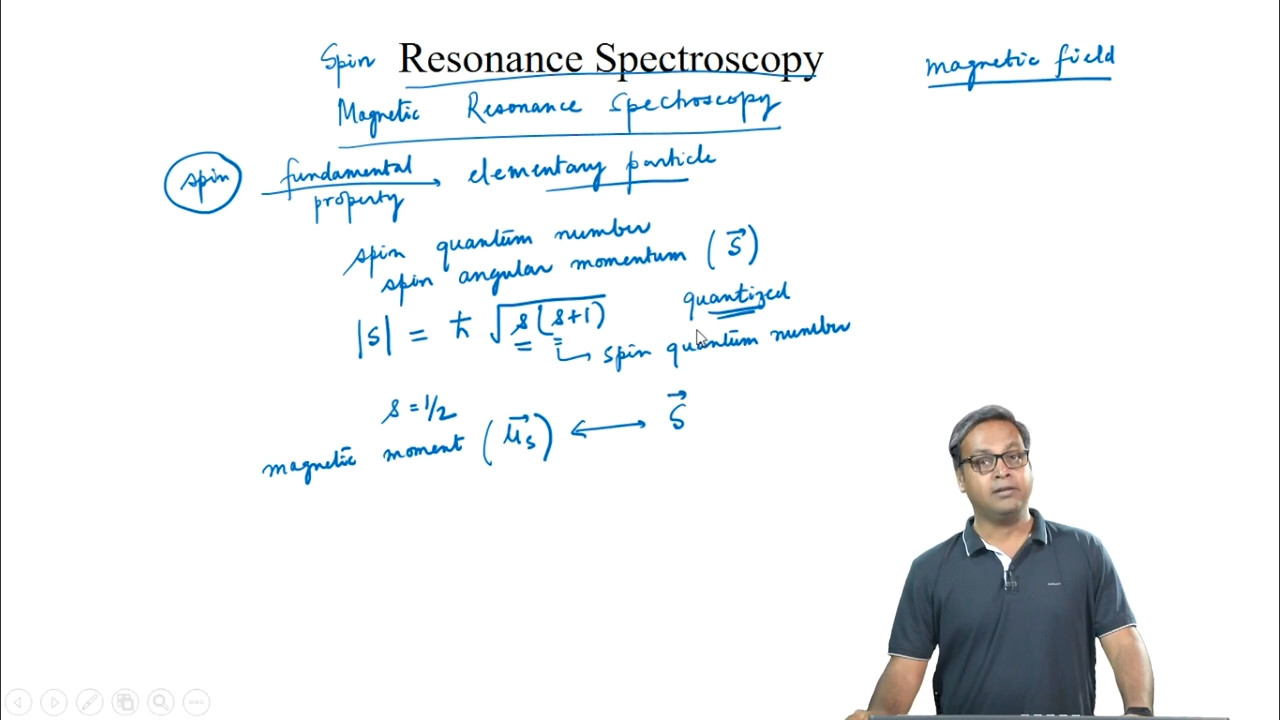 Spin Resonance Spectroscopy
magnetic field
Magnetic Resonance Spectroscopy
spin fundamental property elementary particle
spin quantum number
spin angular momentum (S⃗)
|S| = ħ √s(s+1) quantized
spin quantum number
s = 1/2
magnetic moment (μ⃗s) ↔ S⃗